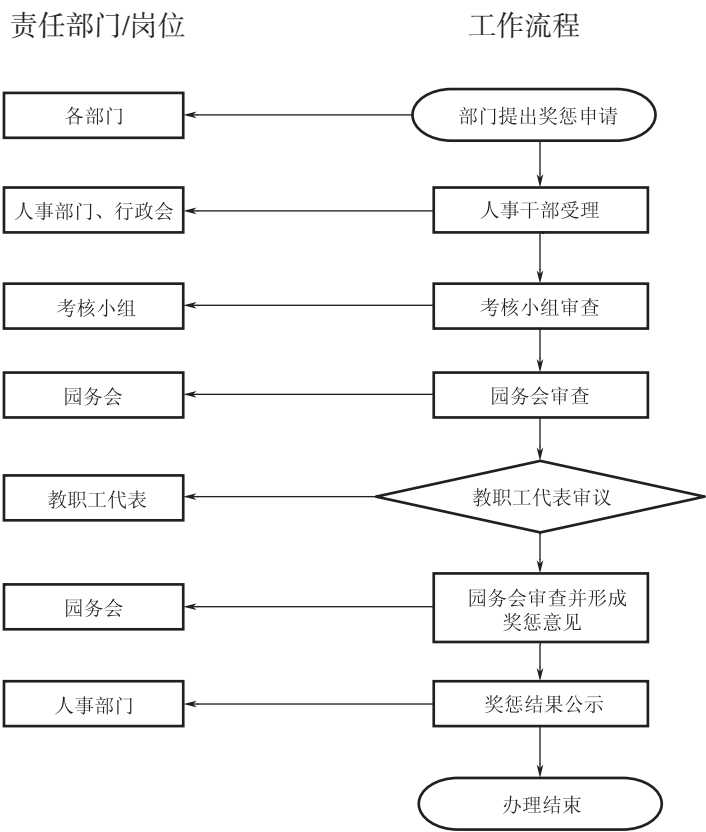 责任部门/岗位
工作流程
各部门
部门提出奖惩申请
人事部门、行政会
人事干部受理
考核小组
考核小组审查
园务会
园务会审查
教职工代表
教职工代表审议
园务会
园务会审查并形成
奖惩意见
人事部门
奖惩结果公示
办理结束